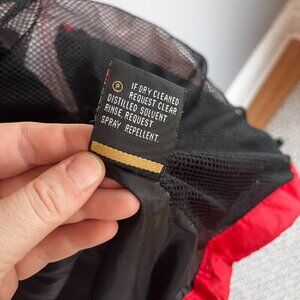 P
IF DRY CLEANED
REQUEST CLEAR
DISTILLED SOLVENT
RINSE, REQUEST
SPRAY REPELLENT.